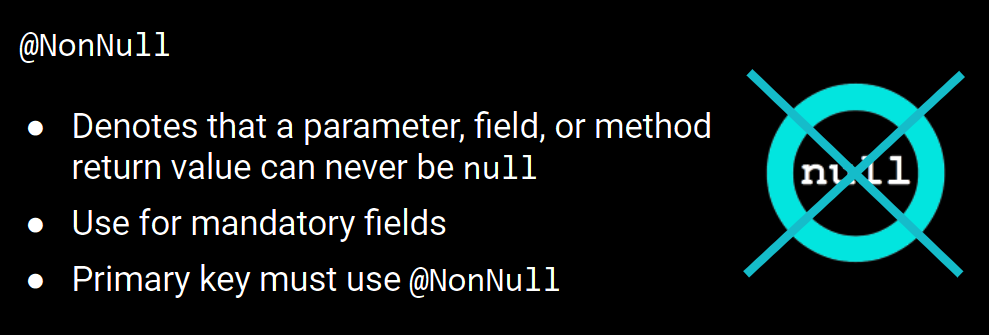 @NonNull
● Denotes that a parameter, field, or method
return value can never be null
● Use for mandatory fields
● Primary key must use @NonNull
null